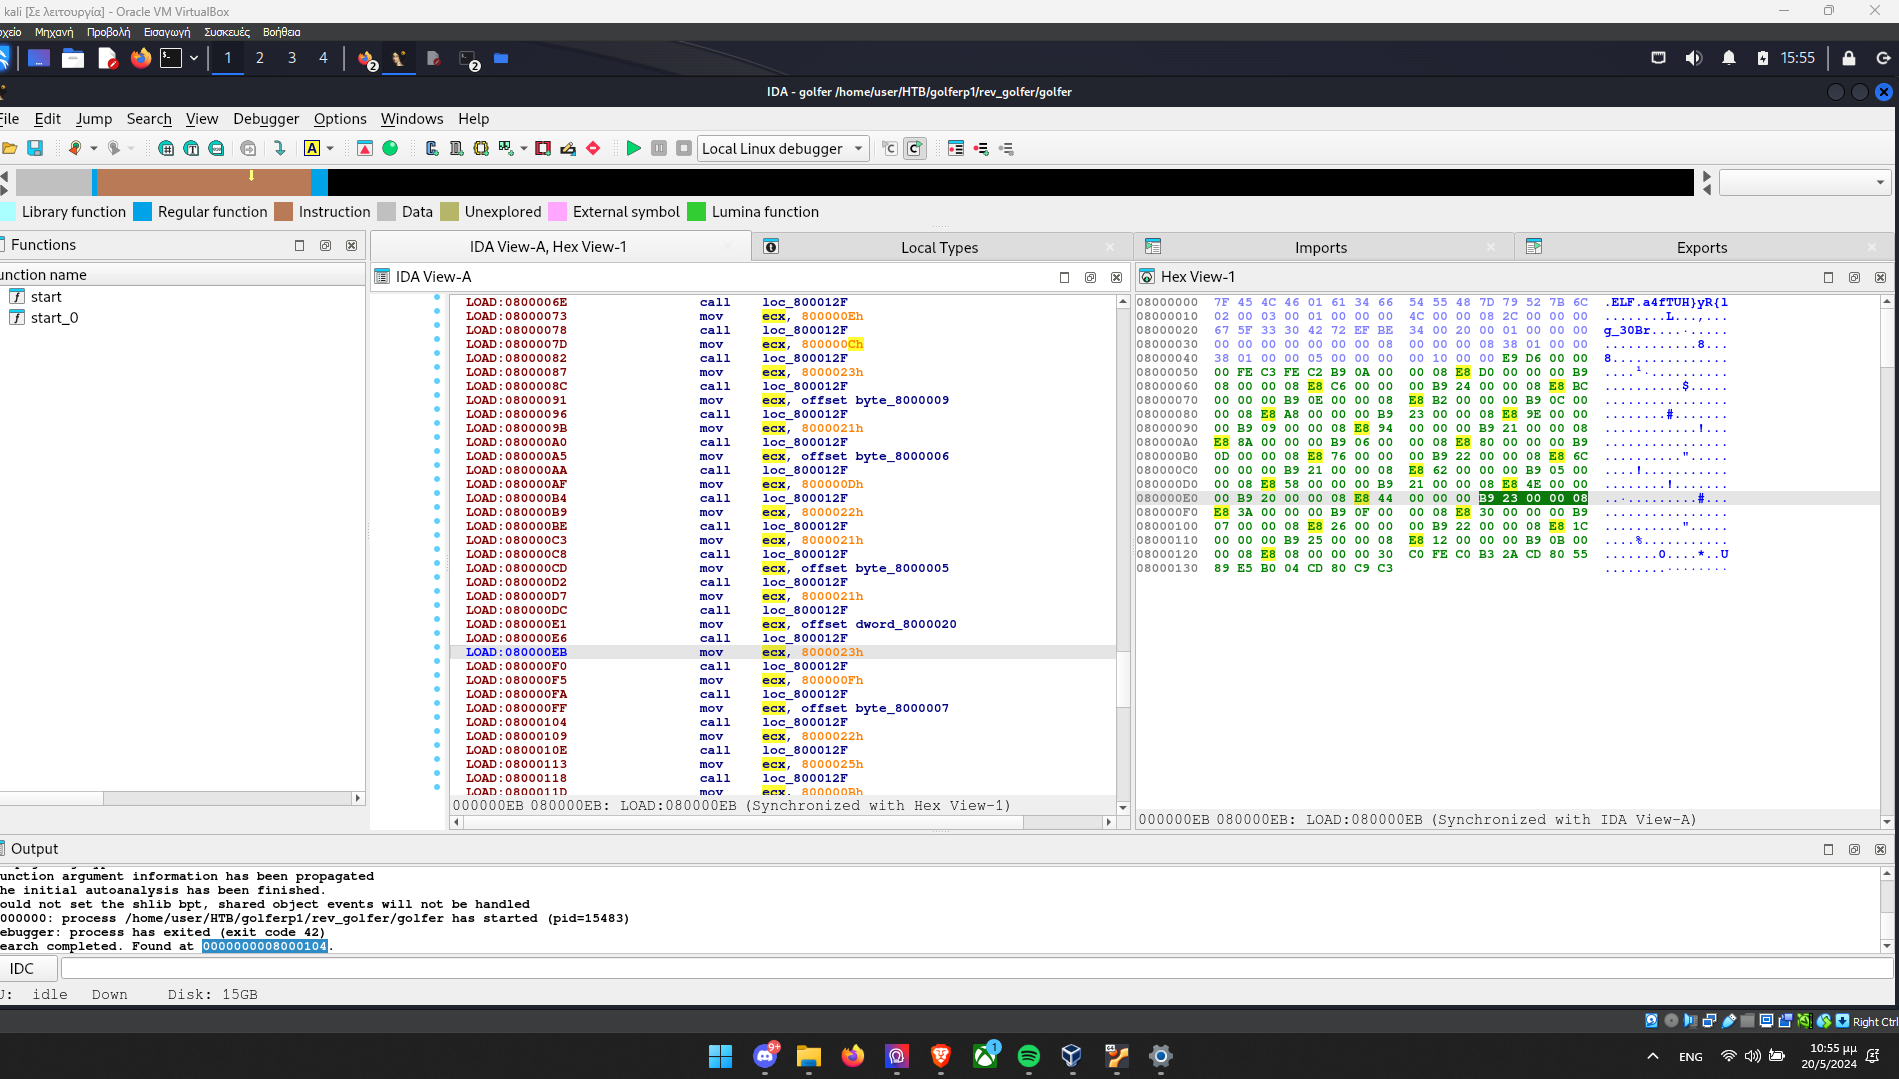 kali [Σε λειτουργία] - Oracle VM VirtualBox
ρχείο Μηχανή Προβολή Εισαγωγή Συσκευές Βοήθεια
1 2 3 4 2 2 15:55
IDA - golfer /home/user/HTB/golferp1/rev_golfer/golfer
ile Edit Jump Search View Debugger Options Windows Help
Local Linux debugger
Library function Regular function Instruction Data Unexplored External symbol Lumina function
Functions
unction name
start
start_0
IDA View-A, Hex View-1 Local Types Imports Exports
IDA View-A
LOAD:0800006E call loc_800012F
LOAD:08000073 mov ecx, 800000Eh
LOAD:08000078 call loc_800012F
LOAD:0800007D mov ecx, 800000Ch
LOAD:08000082 call loc_800012F
LOAD:08000087 mov ecx, 8000023h
LOAD:0800008C call loc_800012F
LOAD:08000091 mov ecx, offset byte_8000009
LOAD:08000096 call loc_800012F
LOAD:0800009B mov ecx, 8000021h
LOAD:080000A0 call loc_800012F
LOAD:080000A5 mov ecx, offset byte_8000006
LOAD:080000AA call loc_800012F
LOAD:080000AF mov ecx, 800000Dh
LOAD:080000B4 call loc_800012F
LOAD:080000B9 mov ecx, 8000022h
LOAD:080000BE call loc_800012F
LOAD:080000C3 mov ecx, 8000021h
LOAD:080000C8 call loc_800012F
LOAD:080000CD mov ecx, offset byte_8000005
LOAD:080000D2 call loc_800012F
LOAD:080000D7 mov ecx, 8000021h
LOAD:080000DC call loc_800012F
LOAD:080000E1 mov ecx, offset dword_8000020
LOAD:080000E6 call loc_800012F
LOAD:080000EB mov ecx, 8000023h
LOAD:080000F0 call loc_800012F
LOAD:080000F5 mov ecx, 800000Fh
LOAD:080000FA call loc_800012F
LOAD:080000FF mov ecx, offset byte_8000007
LOAD:08000104 call loc_800012F
LOAD:08000109 mov ecx, 8000022h
LOAD:0800010E call loc_800012F
LOAD:08000113 mov ecx, 8000025h
LOAD:08000118 call loc_800012F
LOAD:0800011D mov ecx, 800000Bh
000000EB 080000EB: LOAD:080000EB (Synchronized with Hex View-1)
Hex View-1
08000000 7F 45 4C 46 01 61 34 66 54 55 48 7D 79 52 7B 6C .ELF.a4fTUH}yR{l
08000010 02 00 03 00 01 00 00 00 4C 00 00 08 2C 00 00 00 ........L...,...
08000020 67 5F 33 30 42 72 EF BE 34 00 20 00 01 00 00 00 g_30Br....·.....
08000030 00 00 00 00 00 00 00 08 00 00 00 08 38 01 00 00 ............8...
08000040 38 01 00 00 05 00 00 00 00 10 00 00 E9 D6 00 00 8...............
08000050 00 FE C3 FE C2 B9 0A 00 00 08 E8 D0 00 00 00 B9
08000060 08 00 00 08 E8 C6 00 00 00 B9 24 00 00 08 E8 BC ..........$.....
08000070 00 00 00 B9 0E 00 00 08 E8 B2 00 00 00 B9 0C 00 ................
08000080 00 08 E8 A8 00 00 00 B9 23 00 00 08 E8 9E 00 00 ........#.......
08000090 00 B9 09 00 00 08 E8 94 00 00 00 B9 21 00 00 08 ............!...
080000A0 E8 8A 00 00 00 B9 06 00 00 08 E8 80 00 00 00 B9 ................
080000B0 0D 00 00 08 E8 76 00 00 00 B9 22 00 00 08 E8 6C ..........".....
080000C0 00 00 00 B9 21 00 00 08 E8 62 00 00 00 B9 05 00 ....!...........
080000D0 00 08 E8 58 00 00 00 B9 21 00 00 08 E8 4E 00 00 ........!.......
080000E0 00 B9 20 00 00 08 E8 44 00 00 00 B9 23 00 00 08 ............#...
080000F0 E8 3A 00 00 00 B9 0F 00 00 08 E8 30 00 00 00 B9 ................
08000100 07 00 00 08 E8 26 00 00 00 B9 22 00 00 08 E8 1C ..........".....
08000110 00 00 00 B9 25 00 00 08 E8 12 00 00 00 B9 0B 00 ....%...........
08000120 00 08 E8 08 00 00 00 30 C0 FE C0 B3 2A CD 80 55 .......0....*..U
08000130 89 E5 B0 04 CD 80 C9 C3 ................
000000EB 080000EB: LOAD:080000EB (Synchronized with IDA View-A)
Output
unction argument information has been propagated
he initial autoanalysis has been finished.
ould not set the shlib bpt, shared object events will not be handled
000000: process /home/user/HTB/golferp1/rev_golfer/golfer has started (pid=15483)
ebugger: process has exited (exit code 42)
earch completed. Found at 0000000008000104.
IDC
U: idle Down Disk: 15GB
Right Ctrl
9+ 1 ENG 10:55 μμ
20/5/2024